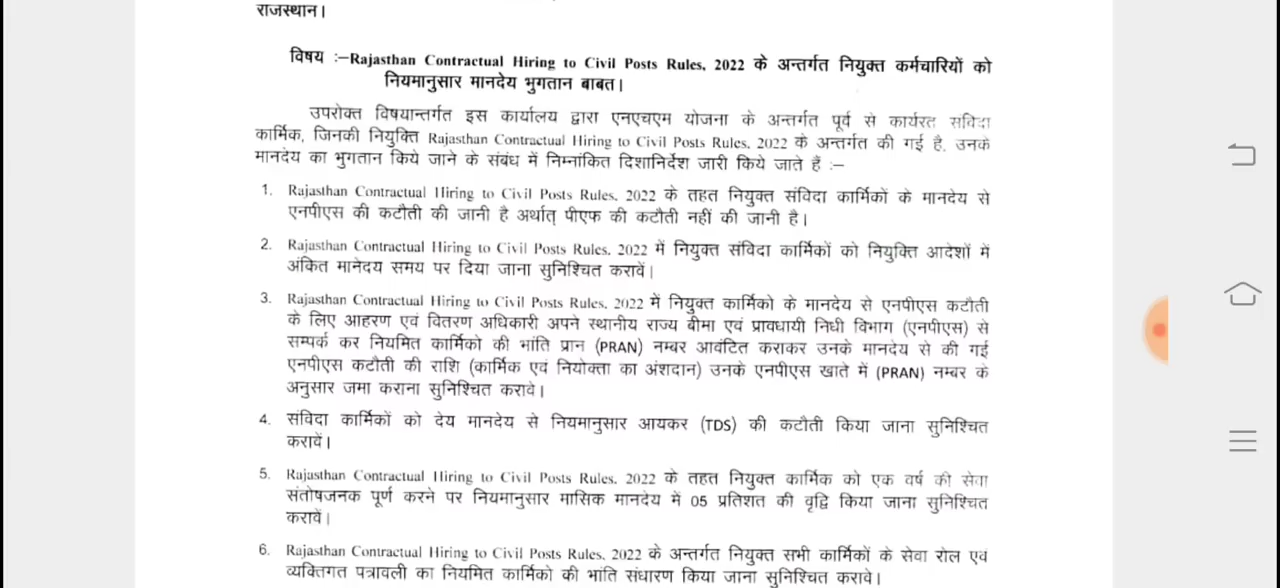 राजस्थान।
विषय :–Rajasthan Contractual Hiring to Civil Posts Rules, 2022 के अन्तर्गत नियुक्त कर्मचारियों को
नियमानुसार मानदेय भुगतान बाबत।
उपरोक्त विषयान्तर्गत इस कार्यालय द्वारा एनएचएम योजना के अन्तर्गत पूर्व से कार्यरत संविदा
कार्मिक, जिनकी नियुक्ति Rajasthan Contractual Hiring to Civil Posts Rules, 2022 के अन्तर्गत की गई है, उनके
मानदेय का भुगतान किये जाने के संबंध में निम्नांकित दिशानिर्देश जारी किये जाते हैं :–
1. Rajasthan Contractual Hiring to Civil Posts Rules, 2022 के तहत नियुक्त संविदा कार्मिकों के मानदेय से
एनपीएस की कटौती की जानी है अर्थात् पीएफ की कटौती नहीं की जानी है।
2. Rajasthan Contractual Hiring to Civil Posts Rules, 2022 में नियुक्त संविदा कार्मिकों को नियुक्ति आदेशों में
अंकित मानेदय समय पर दिया जाना सुनिश्चित करावें।
3. Rajasthan Contractual Hiring to Civil Posts Rules, 2022 में नियुक्त कार्मिको के मानदेय से एनपीएस कटौती
के लिए आहरण एवं वितरण अधिकारी अपने स्थानीय राज्य बीमा एवं प्रावधायी निधी विभाग (एनपीएस) से
सम्पर्क कर नियमित कार्मिको की भांति प्रान (PRAN) नम्बर आवंटित कराकर उनके मानदेय से की गई
एनपीएस कटौती की राशि (कार्मिक एवं नियोक्ता का अंशदान) उनके एनपीएस खाते में (PRAN) नम्बर के
अनुसार जमा कराना सुनिश्चित करावे।
4. संविदा कार्मिकों को देय मानदेय से नियमानुसार आयकर (TDS) की कटौती किया जाना सुनिश्चित
करावें।
5. Rajasthan Contractual Hiring to Civil Posts Rules, 2022 के तहत नियुक्त कार्मिक को एक वर्ष की सेवा
संतोषजनक पूर्ण करने पर नियमानुसार मासिक मानदेय में 05 प्रतिशत की वृद्वि किया जाना सुनिश्चित
करावें।
6. Rajasthan Contractual Hiring to Civil Posts Rules, 2022 के अन्तर्गत नियुक्त सभी कार्मिकों के सेवा रोल एवं
व्यक्तिगत पत्रावली का नियमित कार्मिको की भांति संधारण किया जाना सुनिश्चित करावे।